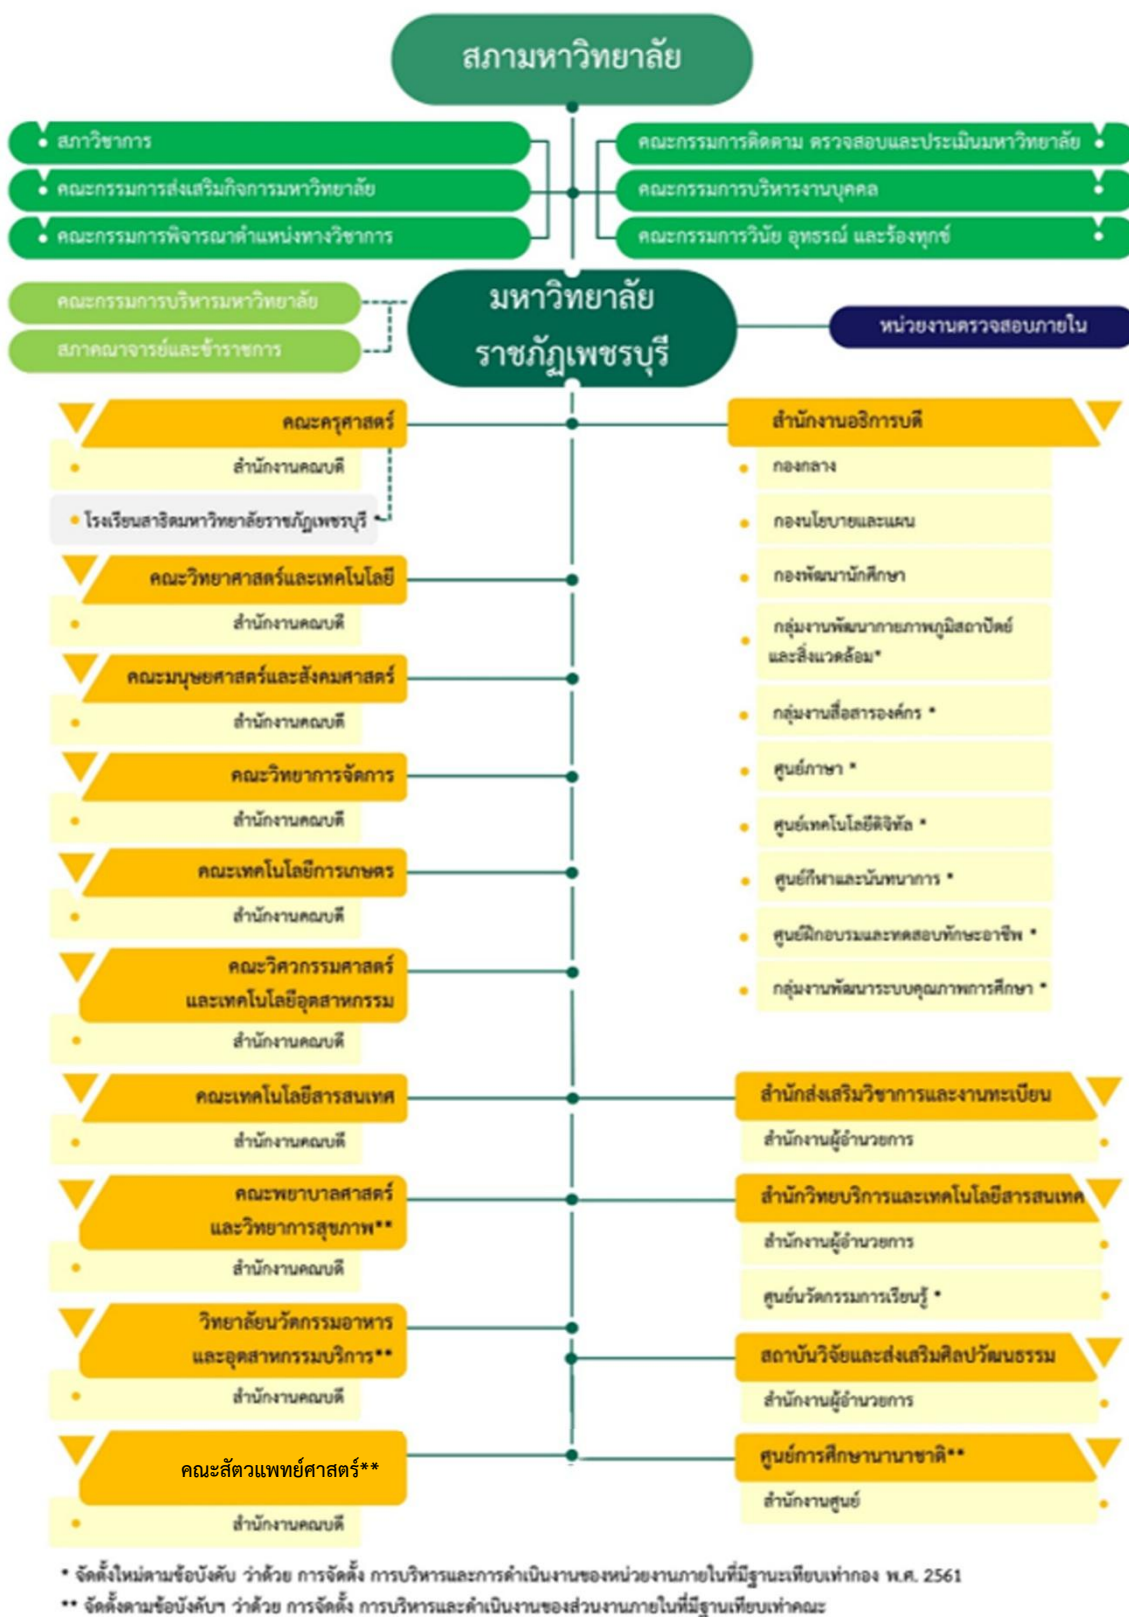 สภามหาวิทยาลัย
สภาวิชาการ
คณะกรรมการส่งเสริมกิจการมหาวิทยาลัย
คณะกรรมการพิจารณาตำแหน่งทางวิชาการ
คณะกรรมการติดตาม ตรวจสอบและประเมินมหาวิทยาลัย
คณะกรรมการบริหารงานบุคคล
คณะกรรมการวินัย อุทธรณ์ และร้องทุกข์
คณะกรรมการบริหารมหาวิทยาลัย
สภาคณาจารย์และข้าราชการ
มหาวิทยาลัย
ราชภัฏเพชรบุรี
หน่วยงานตรวจสอบภายใน
คณะครุศาสตร์
สำนักงานคณบดี
โรงเรียนสาธิตมหาวิทยาลัยราชภัฏเพชรบุรี *
คณะวิทยาศาสตร์และเทคโนโลยี
สำนักงานคณบดี
คณะมนุษยศาสตร์และสังคมศาสตร์
สำนักงานคณบดี
คณะวิทยาการจัดการ
สำนักงานคณบดี
คณะเทคโนโลยีการเกษตร
สำนักงานคณบดี
คณะวิศวกรรมศาสตร์
และเทคโนโลยีอุตสาหกรรม
สำนักงานคณบดี
คณะเทคโนโลยีสารสนเทศ
สำนักงานคณบดี
คณะพยาบาลศาสตร์
และวิทยาการสุขภาพ**
สำนักงานคณบดี
วิทยาลัยนวัตกรรมอาหาร
และอุตสาหกรรมบริการ**
สำนักงานคณบดี
คณะสัตวแพทย์ศาสตร์**
สำนักงานคณบดี
สำนักงานอธิการบดี
กองกลาง
กองนโยบายและแผน
กองพัฒนานักศึกษา
กลุ่มงานพัฒนากายภาพภูมิสถาปัตย์
และสิ่งแวดล้อม*
กลุ่มงานสื่อสารองค์กร *
ศูนย์ภาษา *
ศูนย์เทคโนโลยีดิจิทัล *
ศูนย์กีฬาและนันทนาการ *
ศูนย์ฝึกอบรมและทดสอบทักษะอาชีพ *
กลุ่มงานพัฒนาระบบคุณภาพการศึกษา *
สำนักส่งเสริมวิชาการและงานทะเบียน
สำนักงานผู้อำนวยการ
สำนักวิทยบริการและเทคโนโลยีสารสนเทศ
สำนักงานผู้อำนวยการ
ศูนย์นวัตกรรมการเรียนรู้ *
สถาบันวิจัยและส่งเสริมศิลปวัฒนธรรม
สำนักงานผู้อำนวยการ
ศูนย์การศึกษานานาชาติ**
สำนักงานศูนย์
* จัดตั้งใหม่ตามข้อบังคับ ว่าด้วย การจัดตั้ง การบริหารและการดำเนินงานของหน่วยงานภายในที่มีฐานะเทียบเท่ากอง พ.ศ. 2561
** จัดตั้งตามข้อบังคับฯ ว่าด้วย การจัดตั้ง การบริหารและดำเนินงานของส่วนงานภายในที่มีฐานเทียบเท่าคณะ